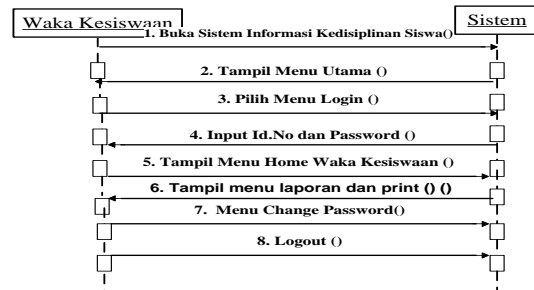 Waka Kesiswaan
Sistem
1. Buka Sistem Informasi Kedisiplinan Siswa()
2. Tampil Menu Utama ()
3. Pilih Menu Login ()
4. Input Id.No dan Password ()
5. Tampil Menu Home Waka Kesiswaan ()
6. Tampil menu laporan dan print () ()
7. Menu Change Password()
8. Logout ()